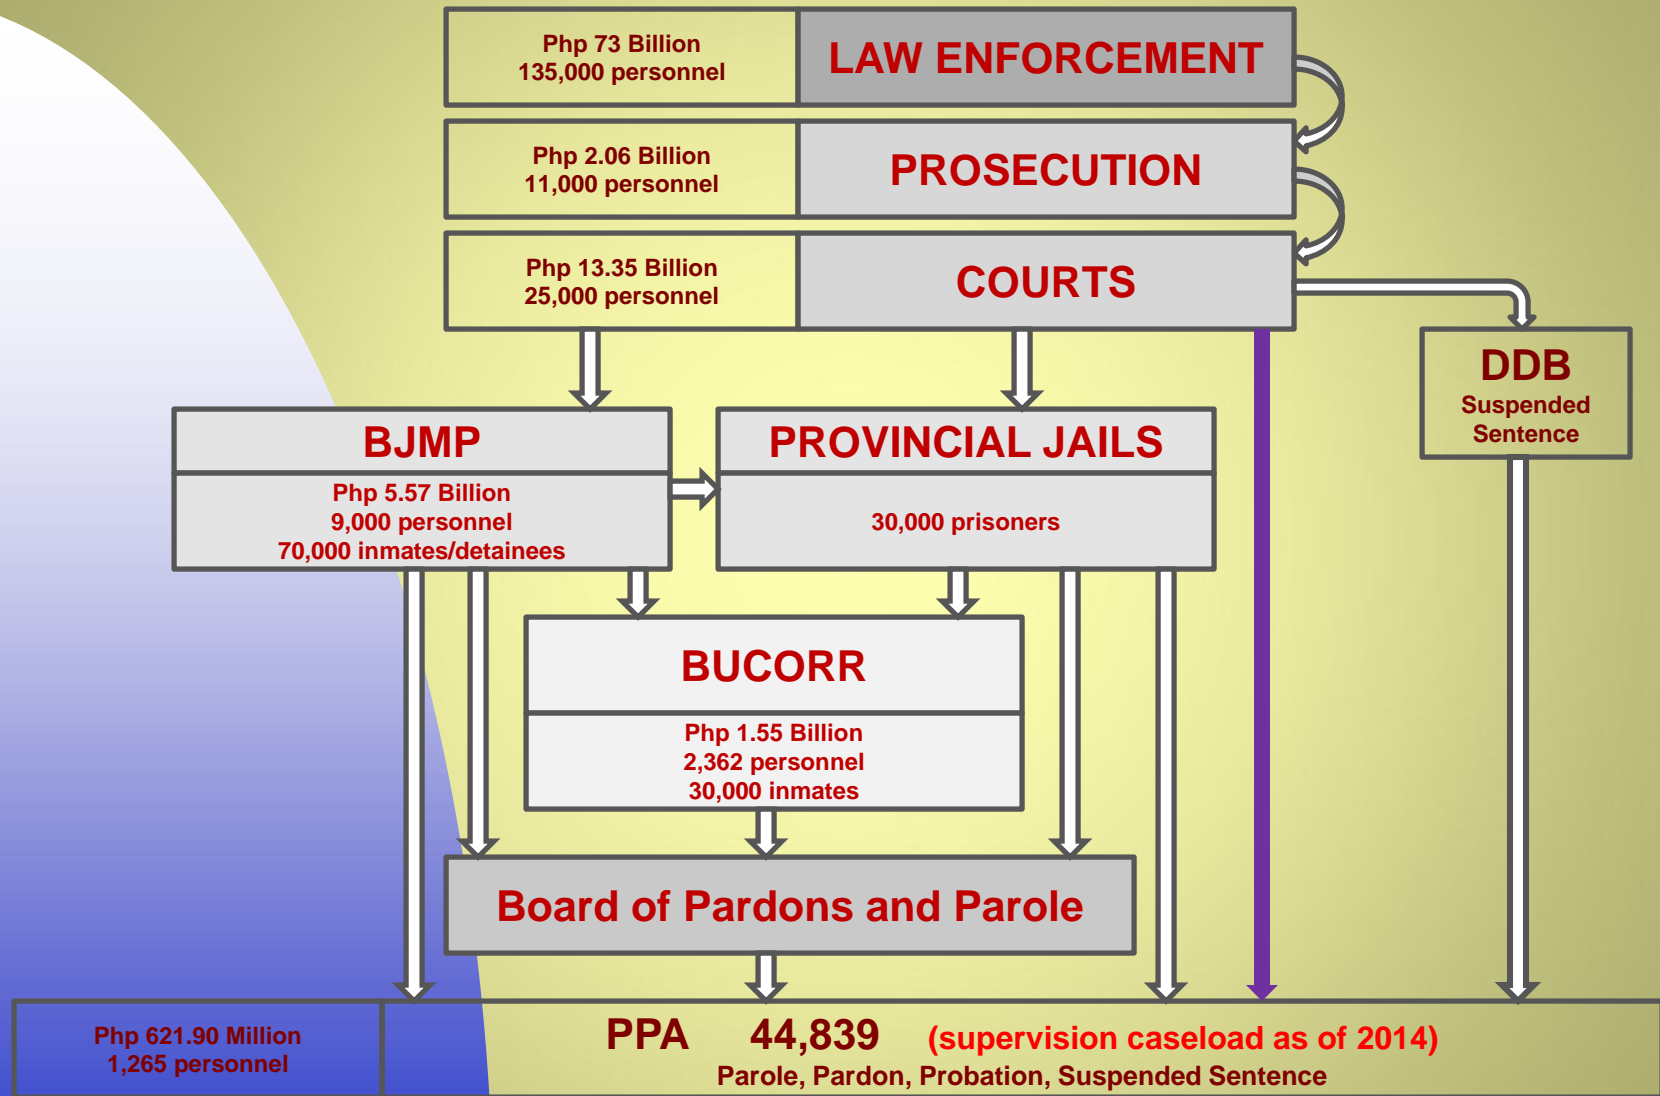 Php 73 Billion
135,000 personnel
LAW ENFORCEMENT
Php 2.06 Billion
11,000 personnel
PROSECUTION
Php 13.35 Billion
25,000 personnel
COURTS
DDB
Suspended
Sentence
BJMP
Php 5.57 Billion
9,000 personnel
70,000 inmates/detainees
PROVINCIAL JAILS
30,000 prisoners
BUCORR
Php 1.55 Billion
2,362 personnel
30,000 inmates
Board of Pardons and Parole
Php 621.90 Million
1,265 personnel
PPA 44,839 (supervision caseload as of 2014)
Parole, Pardon, Probation, Suspended Sentence